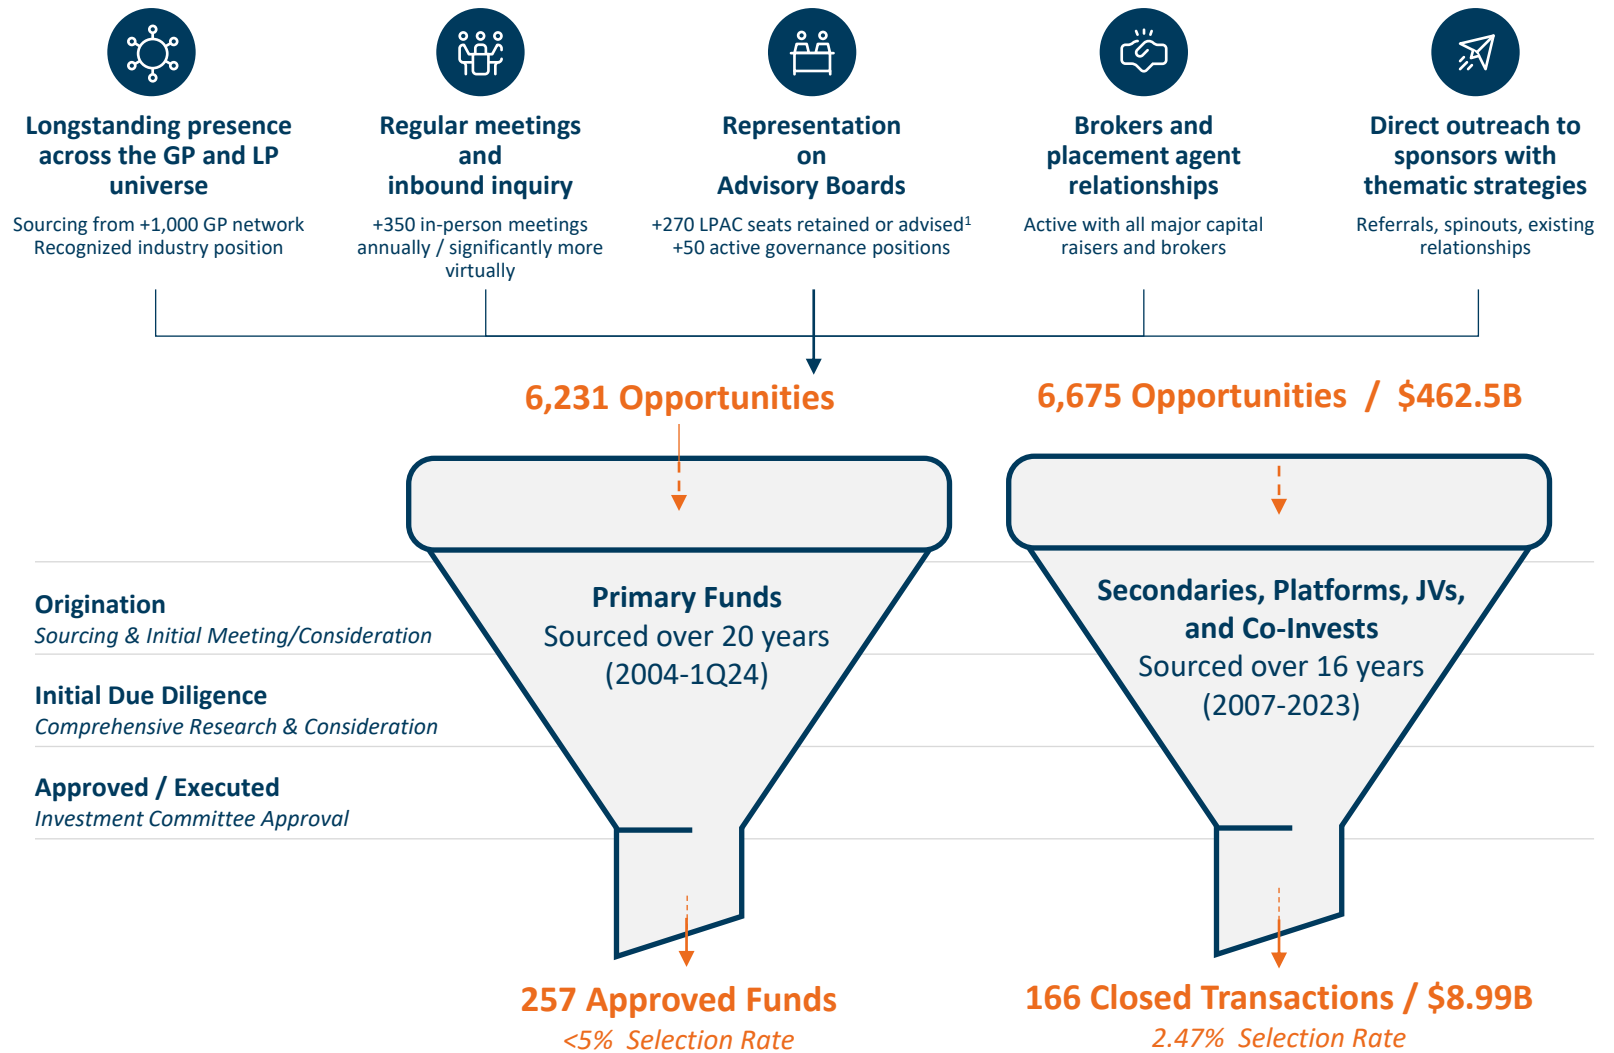 Longstanding presence
across the GP and LP
universe
Sourcing from +1,000 GP network
Recognized industry position
Regular meetings
and
inbound inquiry
+350 in-person meetings
annually / significantly more
virtually
Representation
on
Advisory Boards
+270 LPAC seats retained or advised¹
+50 active governance positions
Brokers and
placement agent
relationships
Active with all major capital
raisers and brokers
Direct outreach to
sponsors with
thematic strategies
Referrals, spinouts, existing
relationships
6,231 Opportunities
6,675 Opportunities / $462.5B
Origination
Sourcing & Initial Meeting/Consideration
Initial Due Diligence
Comprehensive Research & Consideration
Approved / Executed
Investment Committee Approval
Primary Funds
Sourced over 20 years
(2004-1Q24)
Secondaries, Platforms, JVs,
and Co-Invests
Sourced over 16 years
(2007-2023)
257 Approved Funds
<5% Selection Rate
166 Closed Transactions / $8.99B
2.47% Selection Rate